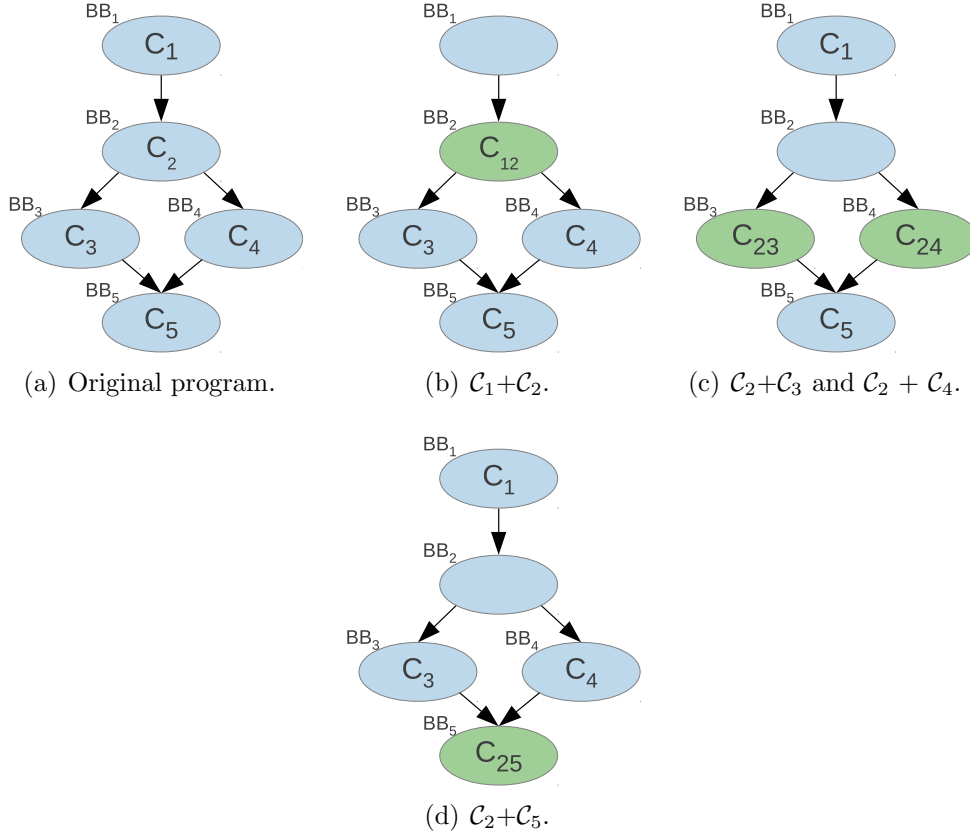 BB1
C1
BB2
C2
BB3
C3
BB4
C4
BB5
C5
(a) Original program.
BB1
BB2
C12
BB3
C3
BB4
C4
BB5
C5
(b) C1+C2.
BB1
C1
BB2
BB3
C23
BB4
C24
BB5
C5
(c) C2+C3 and C2 + C4.
BB1
C1
BB2
BB3
C3
BB4
C4
BB5
C25
(d) C2+C5.